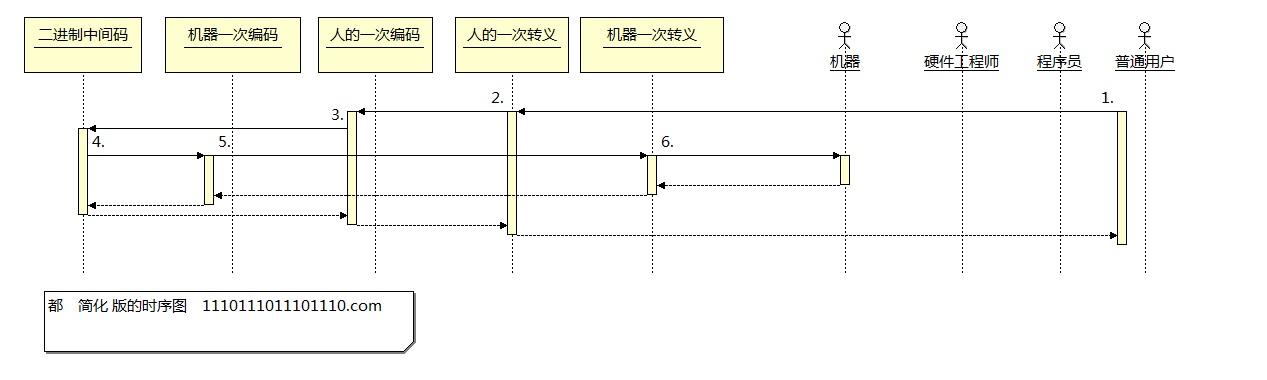 二进制中间码
机器一次编码
人的一次编码
人的一次转义
机器一次转义
机器
硬件工程师
程序员
普通用户
1.
2.
3.
4.
5.
6.
都 简化 版的时序图 1110111011101110.com